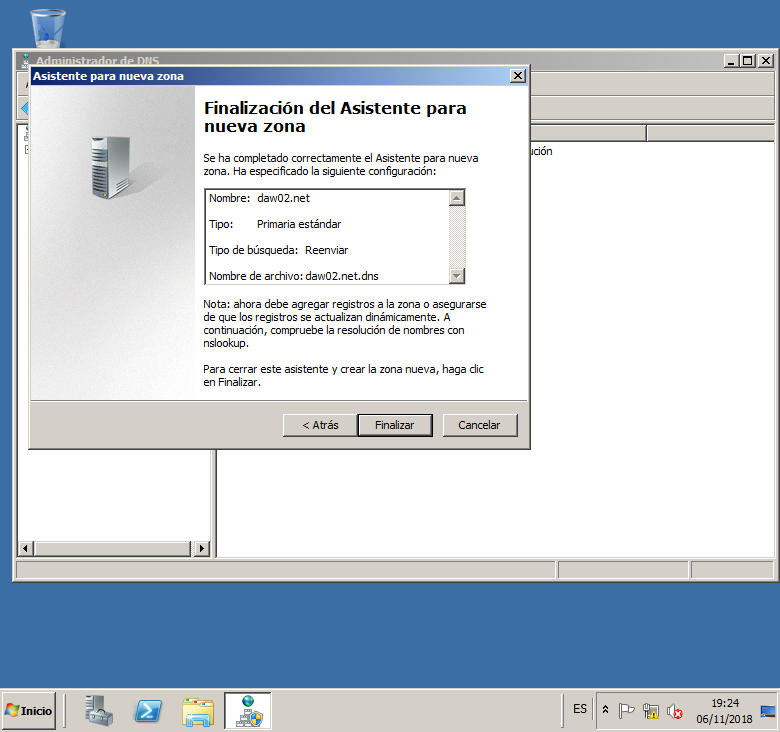 Administrador de DNS
Asistente para nueva zona
Finalización del Asistente para
nueva zona
Se ha completado correctamente el Asistente para nueva
zona. Ha especificado la siguiente configuración:
Nombre: daw02.net
Tipo: Primaria estándar
Tipo de búsqueda: Reenviar
Nombre de archivo: daw02.net.dns
Nota: ahora debe agregar registros a la zona o asegurarse
de que los registros se actualizan dinámicamente. A
continuación, compruebe la resolución de nombres con
nslookup.
Para cerrar este asistente y crear la zona nueva, haga clic
en Finalizar.
< Atrás
Finalizar
Cancelar
Inicio
ES
19:24
06/11/2018